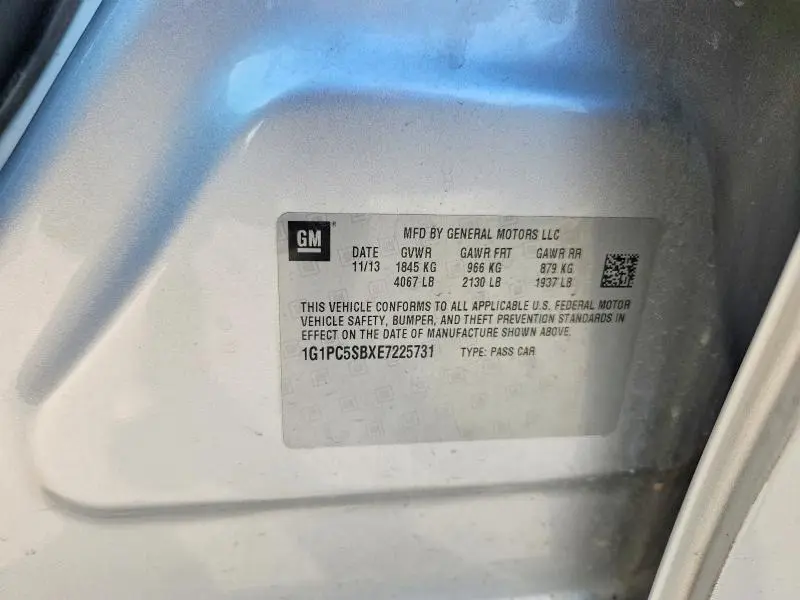 GM
MFD BY GENERAL MOTORS LLC
DATE GVWR GAWR FRT GAWR RR
11/13 1845 KG 966 KG 879 KG
4067 LB 2130 LB 1937 LB
THIS VEHICLE CONFORMS TO ALL APPLICABLE U.S. FEDERAL MOTOR
VEHICLE SAFETY, BUMPER, AND THEFT PREVENTION STANDARDS IN
EFFECT ON THE DATE OF MANUFACTURE SHOWN ABOVE.
1G1PC5SBXE7225731 TYPE: PASS CAR